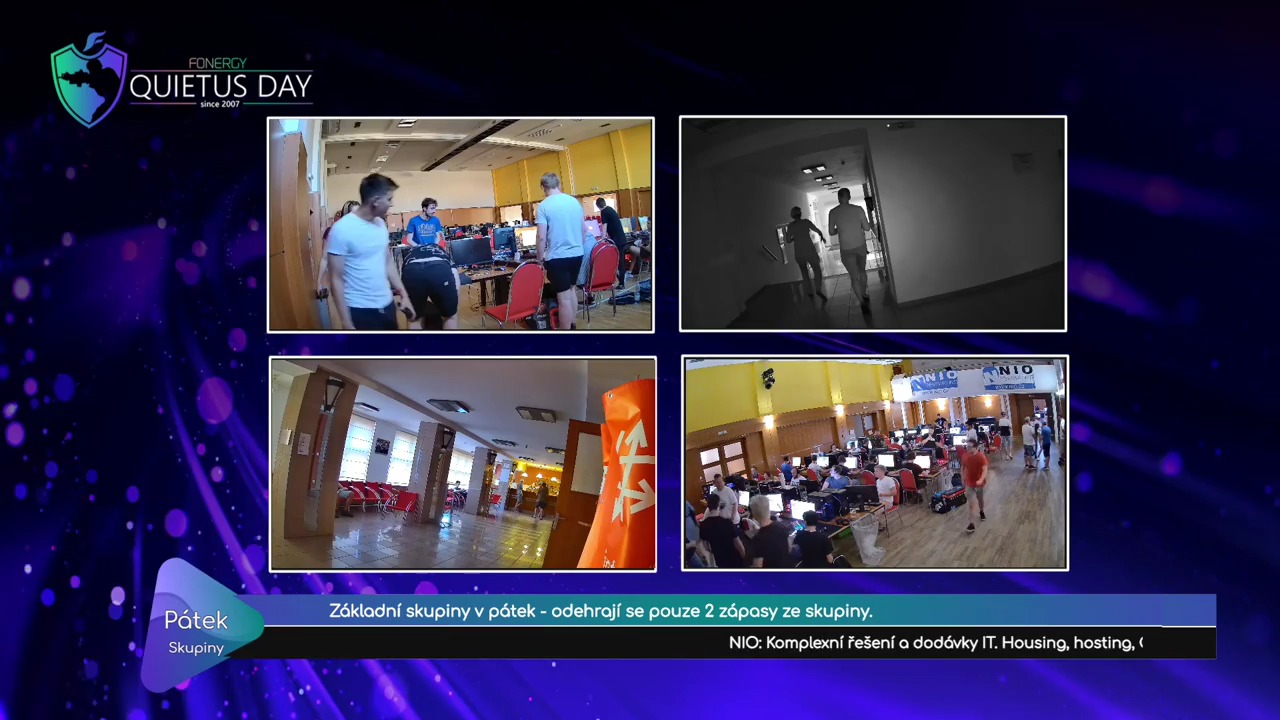 FONERGY
QUIETUS DAY
since 2007
NIO
NIO
Pátek
Skupiny
Základní skupiny v pátek - odehrají se pouze 2 zápasy ze skupiny.
NIO: Komplexní řešení a dodávky IT. Housing, hosting,